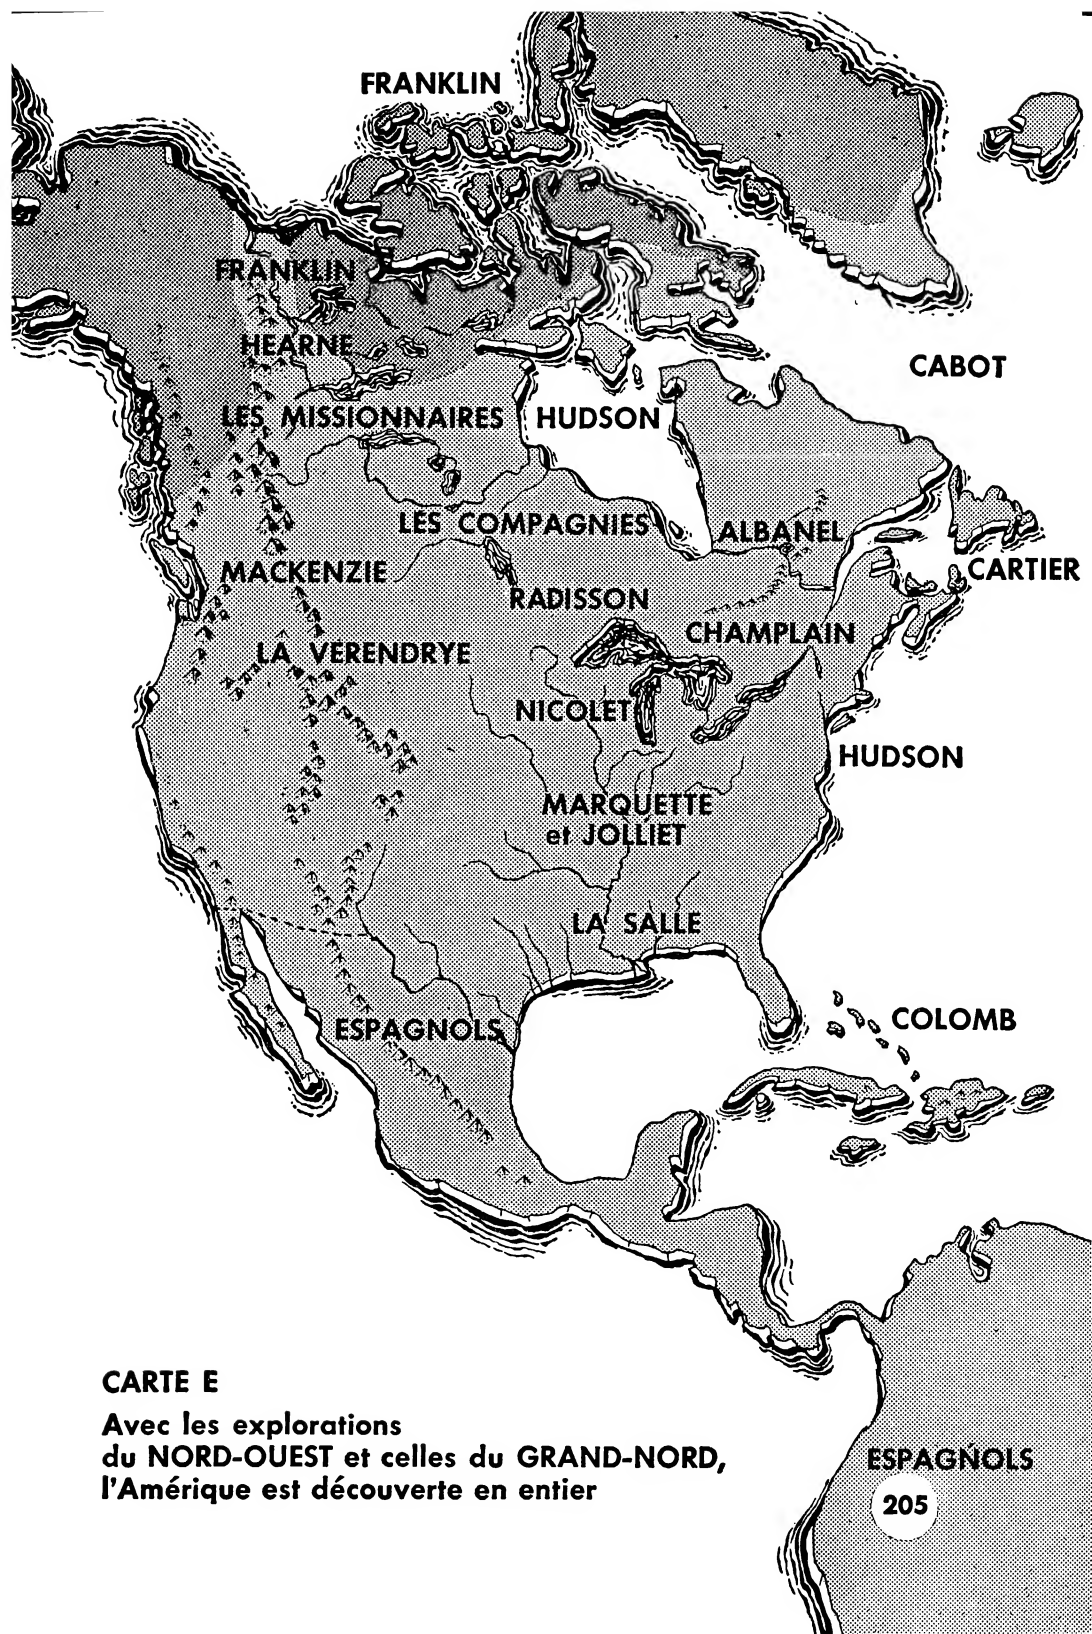 FRANKLIN
FRANKLIN
HEARNE
CABOT
LES MISSIONNAIRES
HUDSON
LES COMPAGNIES
ALBANEL
MACKENZIE
CARTIER
RADISSON
CHAMPLAIN
LA VÉRENDRYE
NICOLET
HUDSON
MARQUETTE
et JOLLIET
LA SALLE
COLOMB
ESPAGNOLS
CARTE E
Avec les explorations
du NORD-OUEST et celles du GRAND-NORD,
l'Amérique est découverte en entier
ESPAGNOLS
205